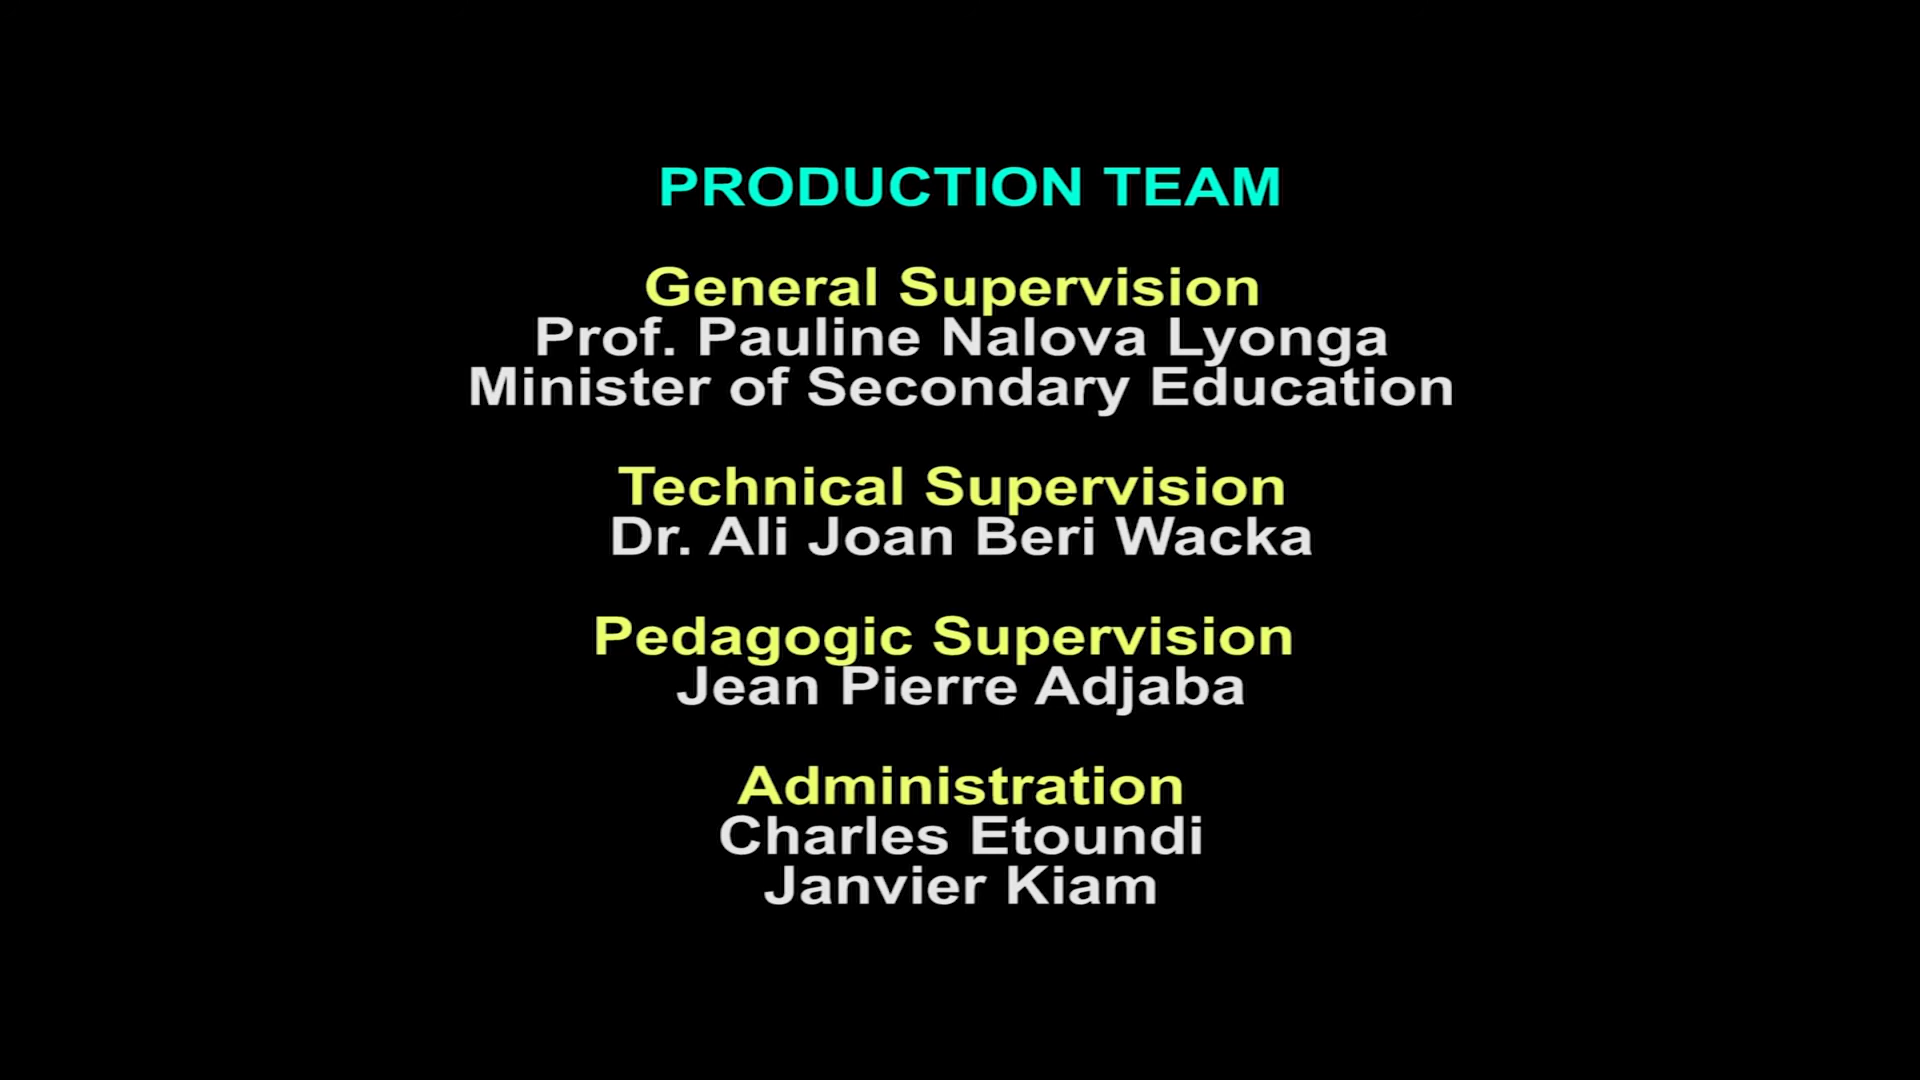 PRODUCTION TEAM
General Supervision
Prof. Pauline Nalova Lyonga
Minister of Secondary Education
Technical Supervision
Dr. Ali Joan Beri Wacka
Pedagogic Supervision
Jean Pierre Adjaba
Administration
Charles Etoundi
Janvier Kiam